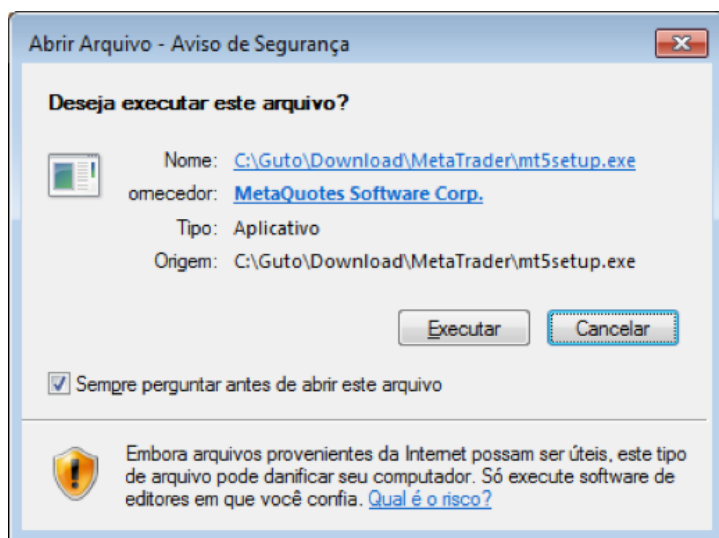 Abrir Arquivo - Aviso de Segurança
Deseja executar este arquivo?
Nome: C:\Guto\Download\MetaTrader\mt5setup.exe
omecedor: MetaQuotes Software Corp.
Tipo: Aplicativo
Origem: C:\Guto\Download\MetaTrader\mt5setup.exe
Executar Cancelar
Sempre perguntar antes de abrir este arquivo
Embora arquivos provenientes da Internet possam ser úteis, este tipo
de arquivo pode danificar seu computador. Só execute software de
editores em que você confia. Qual é o risco?